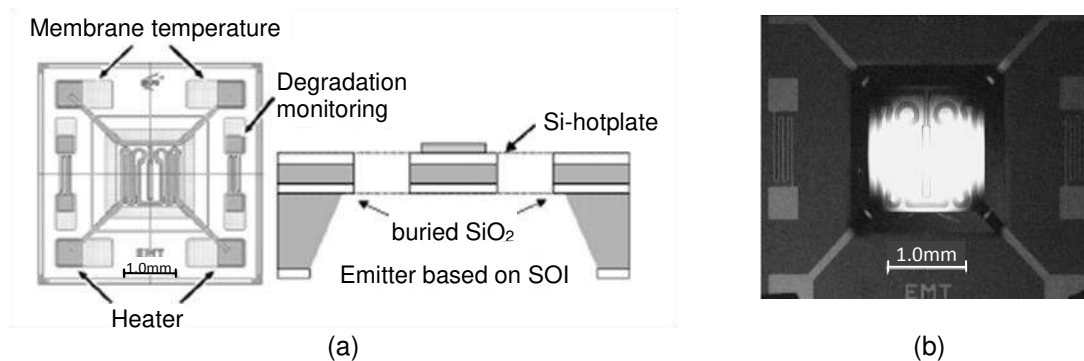 Membrane temperature
Degradation
monitoring
Si-hotplate
buried SiO₂
EMT
1.0mm
Emitter based on SOI
Heater
(a)
1.0mm
EMT
(b)